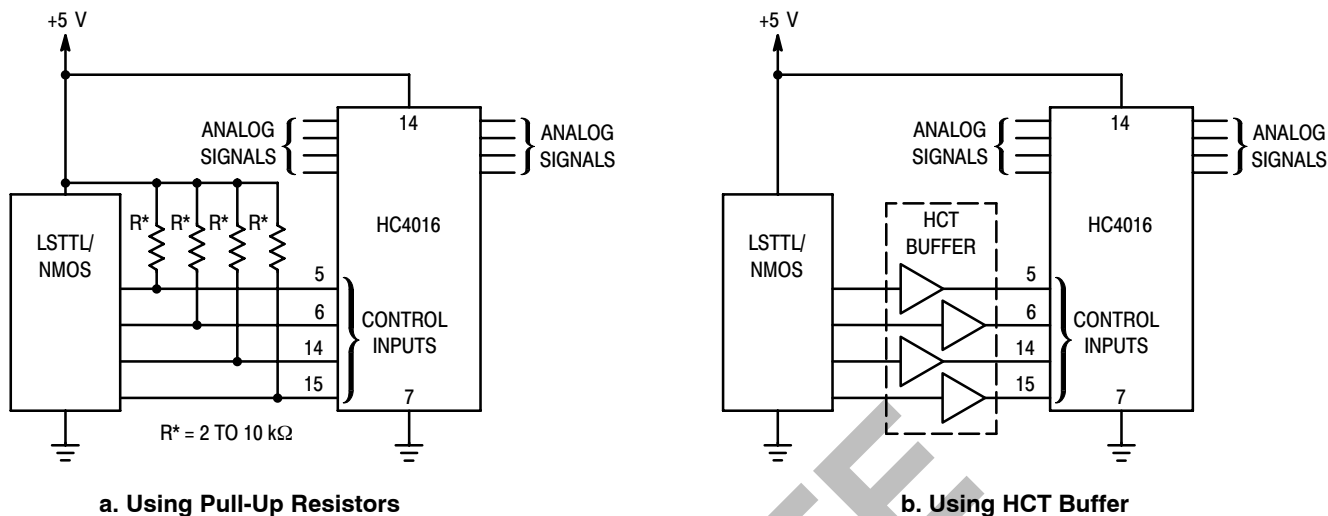 +5 V
14
ANALOG
SIGNALS
ANALOG
SIGNALS
R*
R*
R*
R*
LSTTL/
NMOS
HC4016
5
6
14
15
CONTROL
INPUTS
7
R* = 2 TO 10 kΩ
a. Using Pull-Up Resistors
+5 V
14
ANALOG
SIGNALS
ANALOG
SIGNALS
HCT
BUFFER
LSTTL/
NMOS
HC4016
5
6
14
15
CONTROL
INPUTS
7
b. Using HCT Buffer